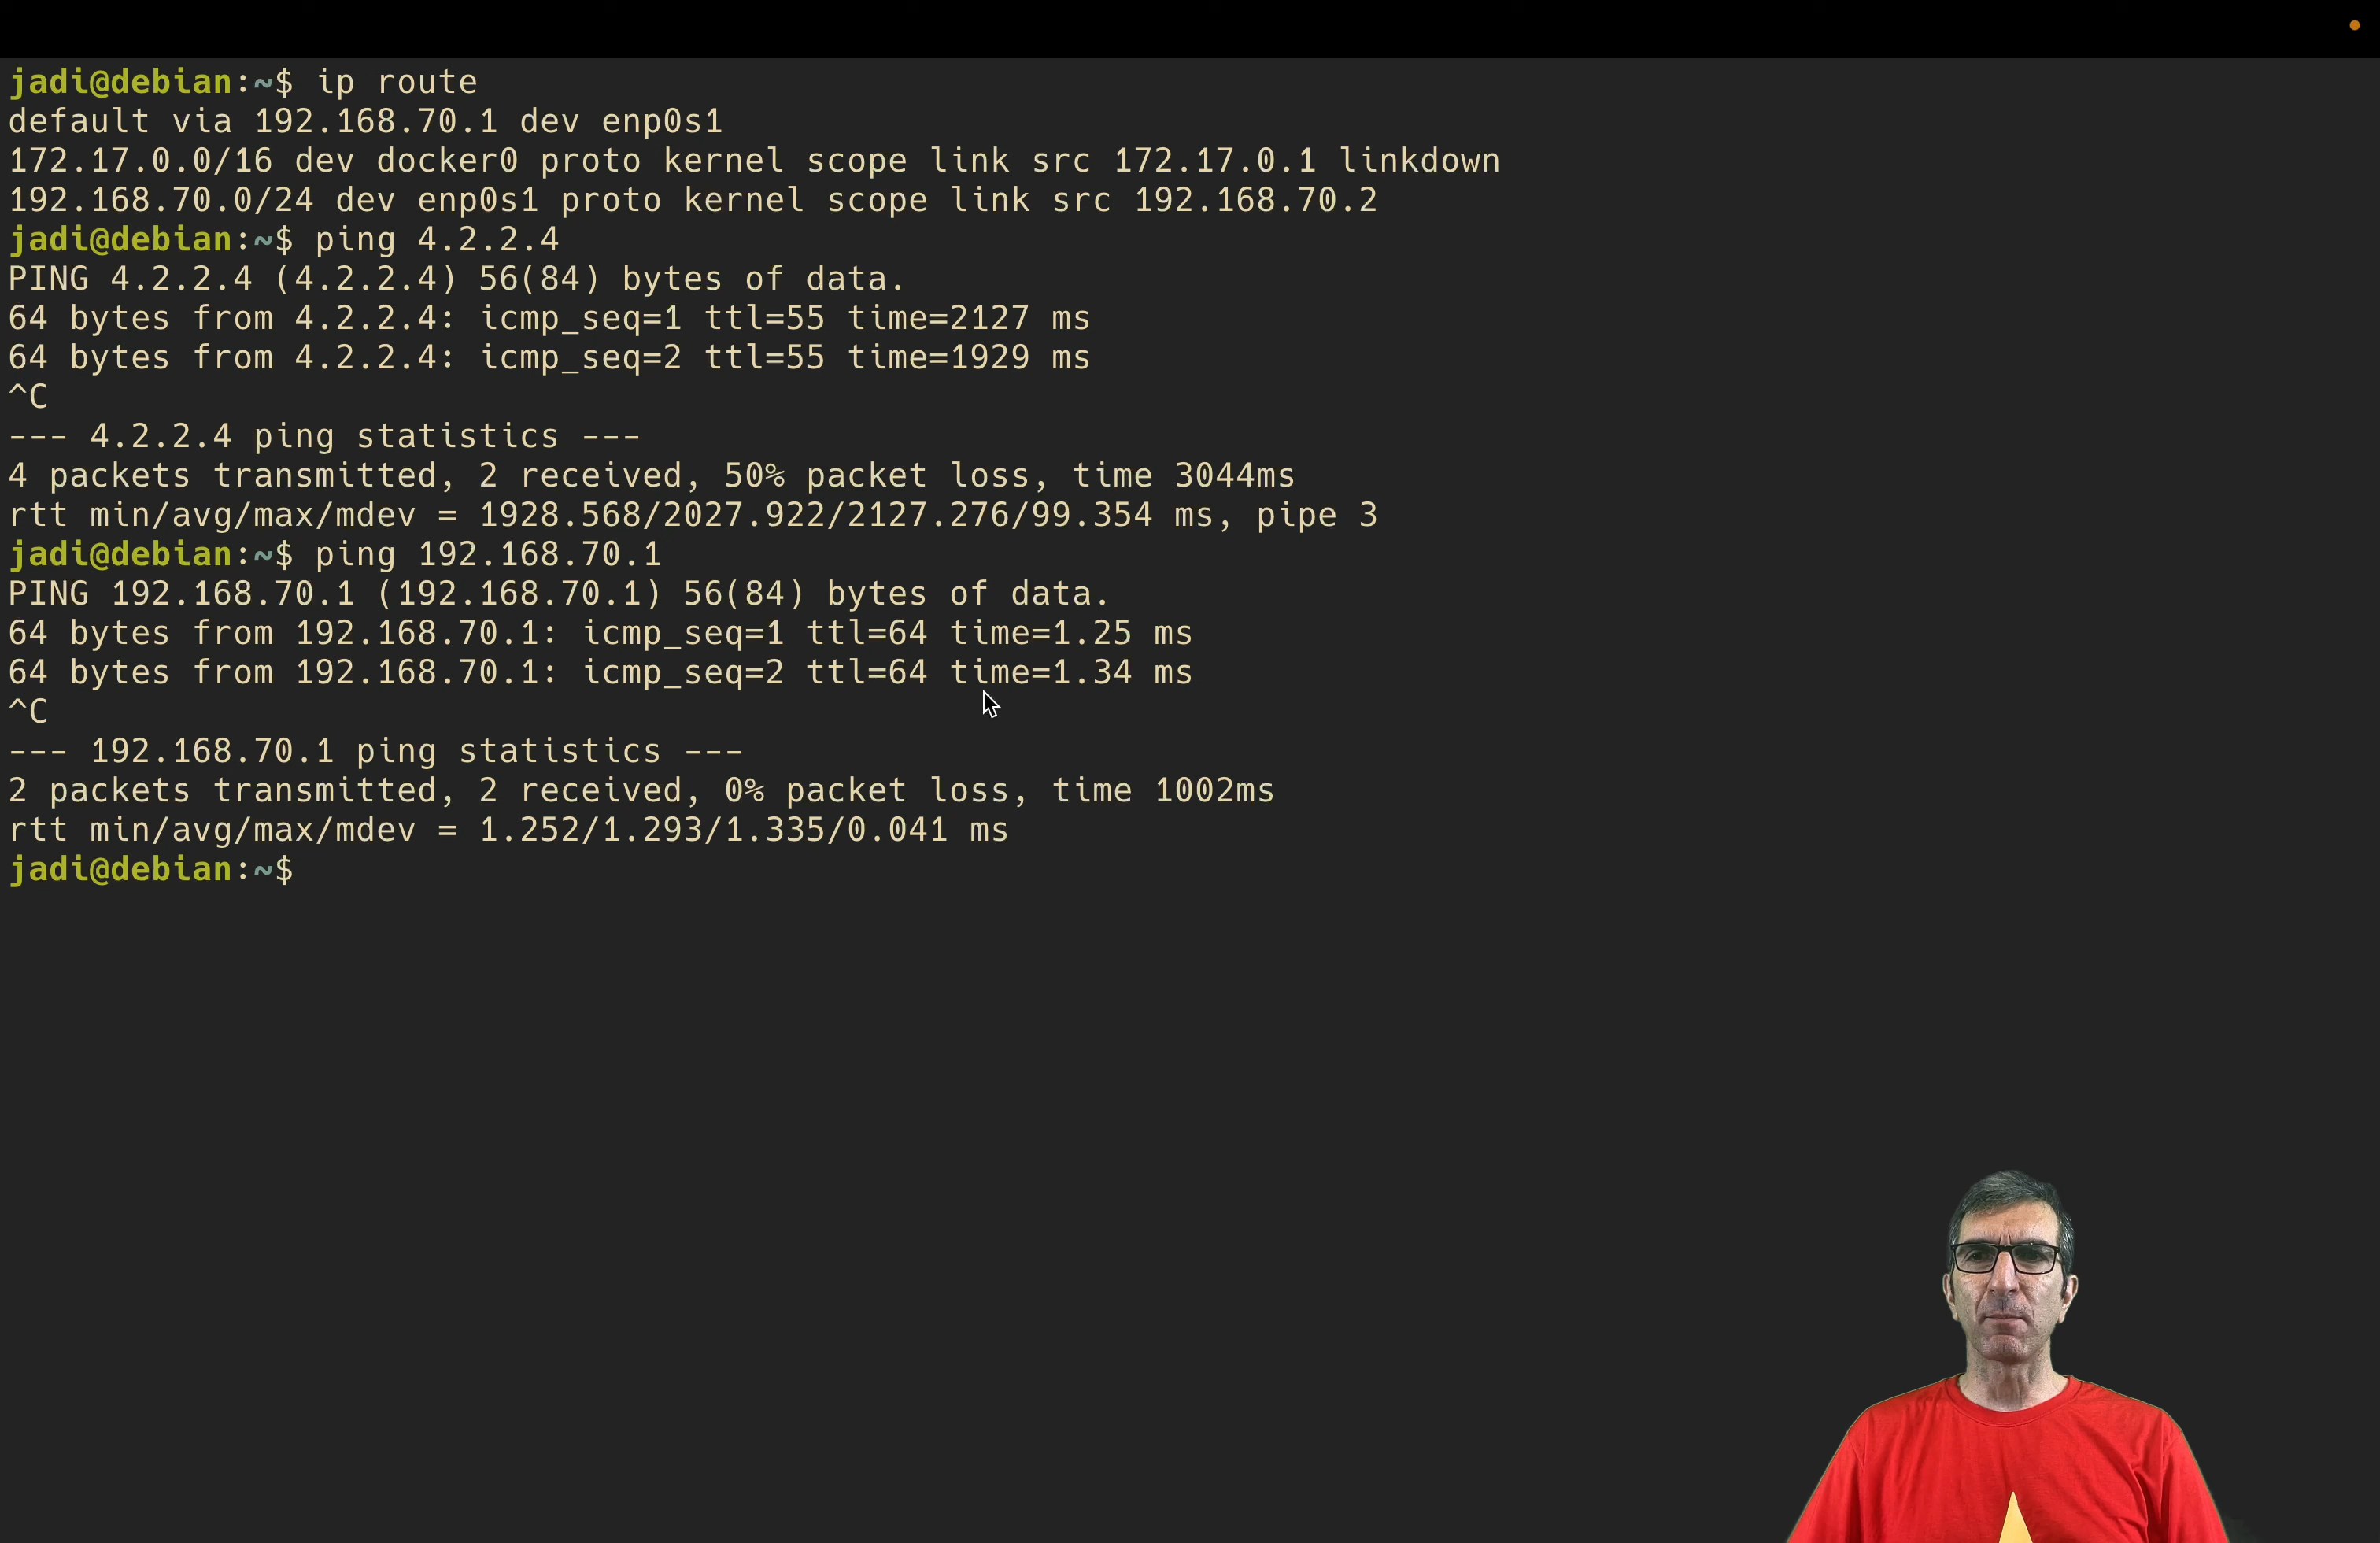 jadi@debian:~$ ip route
default via 192.168.70.1 dev enp0s1
172.17.0.0/16 dev docker0 proto kernel scope link src 172.17.0.1 linkdown
192.168.70.0/24 dev enp0s1 proto kernel scope link src 192.168.70.2
jadi@debian:~$ ping 4.2.2.4
PING 4.2.2.4 (4.2.2.4) 56(84) bytes of data.
64 bytes from 4.2.2.4: icmp_seq=1 ttl=55 time=2127 ms
64 bytes from 4.2.2.4: icmp_seq=2 ttl=55 time=1929 ms
^C
--- 4.2.2.4 ping statistics ---
4 packets transmitted, 2 received, 50% packet loss, time 3044ms
rtt min/avg/max/mdev = 1928.568/2027.922/2127.276/99.354 ms, pipe 3
jadi@debian:~$ ping 192.168.70.1
PING 192.168.70.1 (192.168.70.1) 56(84) bytes of data.
64 bytes from 192.168.70.1: icmp_seq=1 ttl=64 time=1.25 ms
64 bytes from 192.168.70.1: icmp_seq=2 ttl=64 time=1.34 ms
^C
--- 192.168.70.1 ping statistics ---
2 packets transmitted, 2 received, 0% packet loss, time 1002ms
rtt min/avg/max/mdev = 1.252/1.293/1.335/0.041 ms
jadi@debian:~$